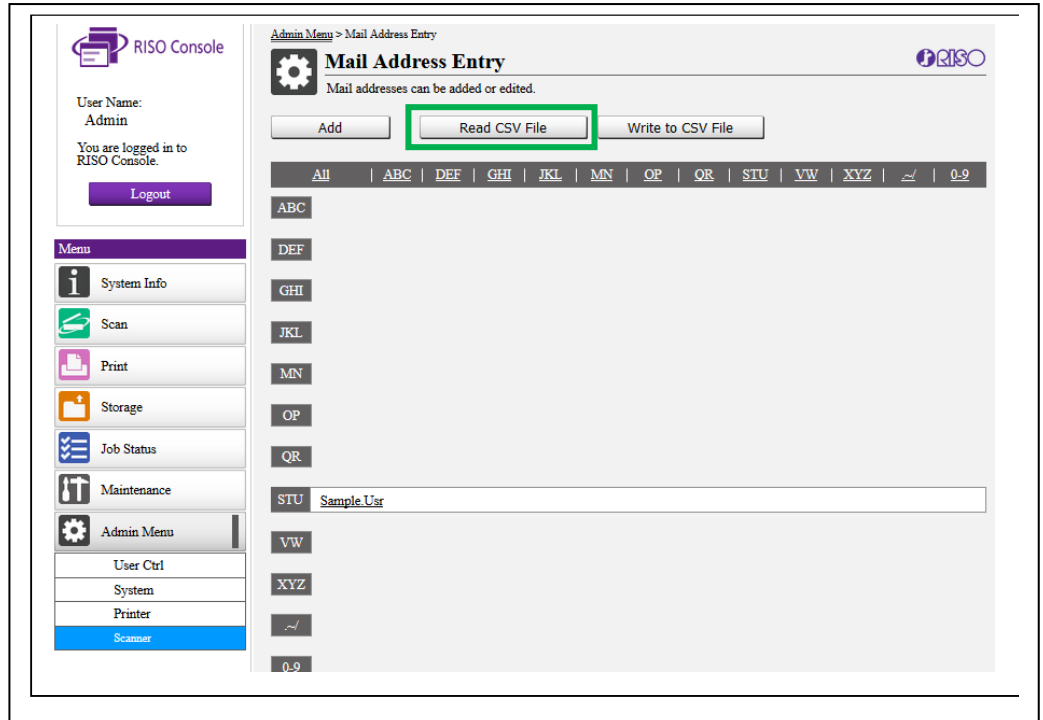 RISO Console
User Name:
Admin
You are logged in to
RISO Console.
Logout
Menu
System Info
Scan
Print
Storage
Job Status
Maintenance
Admin Menu
User Ctrl
System
Printer
Scanner
Admin Menu > Mail Address Entry
Mail Address Entry
RISO
Mail addresses can be added or edited.
Add Read CSV File Write to CSV File
All | ABC | DEF | GHI | JKL | MN | OP | QR | STU | VW | XYZ | .~/ | 0-9
ABC
DEF
GHI
JKL
MN
OP
QR
STU Sample.Usr
VW
XYZ
.~/
0-9